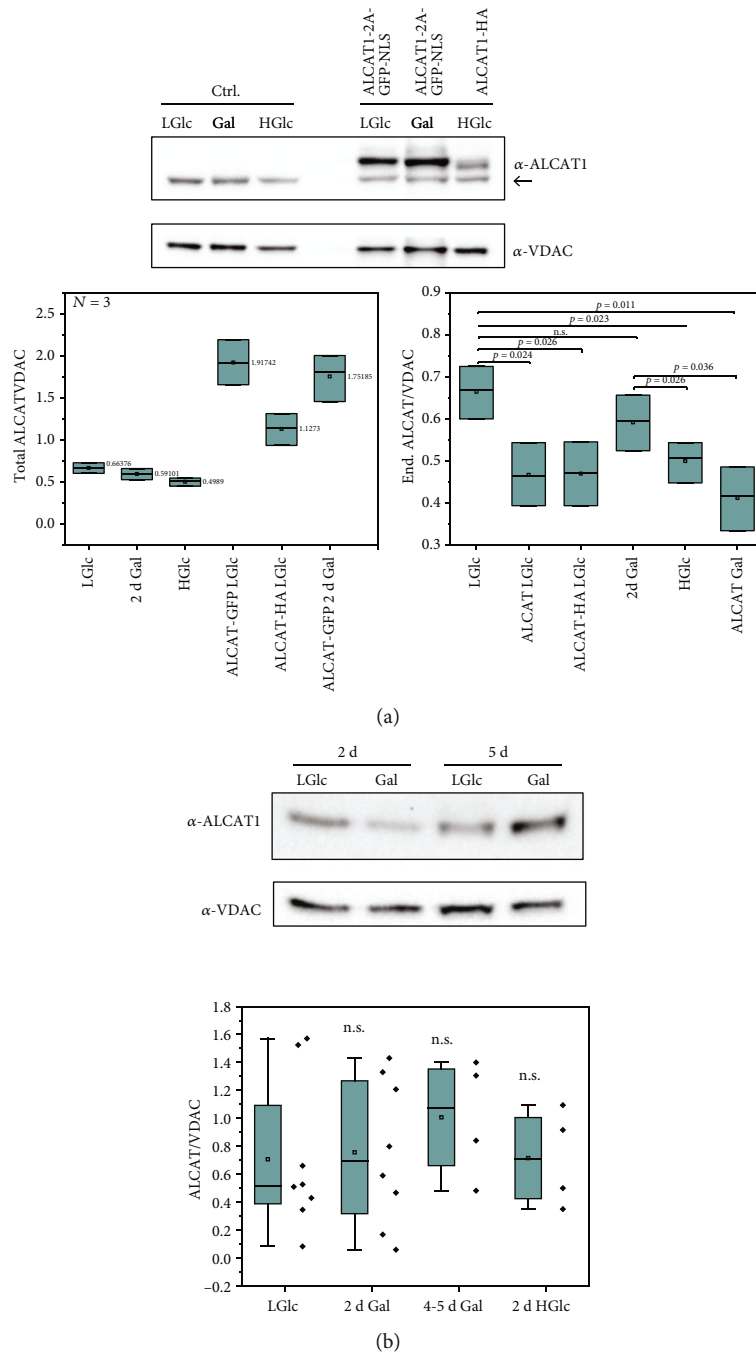 ALCAT1-2A-
GFP-NLS
ALCAT1-2A-
GFP-NLS
ALCAT1-HA
Ctrl.
LGlc Gal HGlc LGlc Gal HGlc
α-ALCAT1
←
α-VDAC
N = 3
Total ALCATVDAC
2.5
2.0
1.5
1.0
0.5
0.0
0.66376
0.59101
0.4989
1.91742
1.1273
1.75185
LGlc
2 d Gal
HGlc
ALCAT-GFP LGlc
ALCAT-HA LGlc
ALCAT-GFP 2 d Gal
End. ALCAT/VDAC
0.9
0.8
0.7
0.6
0.5
0.4
0.3
p = 0.011
p = 0.023
n.s.
p = 0.026
p = 0.024
p = 0.036
p = 0.026
LGlc
ALCAT LGlc
ALCAT-HA LGlc
2d Gal
HGlc
ALCAT Gal
(a)
2 d 5 d
LGlc Gal LGlc Gal
α-ALCAT1
α-VDAC
ALCAT/VDAC
1.8
1.6
1.4
1.2
1.0
0.8
0.6
0.4
0.2
0.0
−0.2
n.s.
n.s.
n.s.
LGlc 2 d Gal 4-5 d Gal 2 d HGlc
(b)